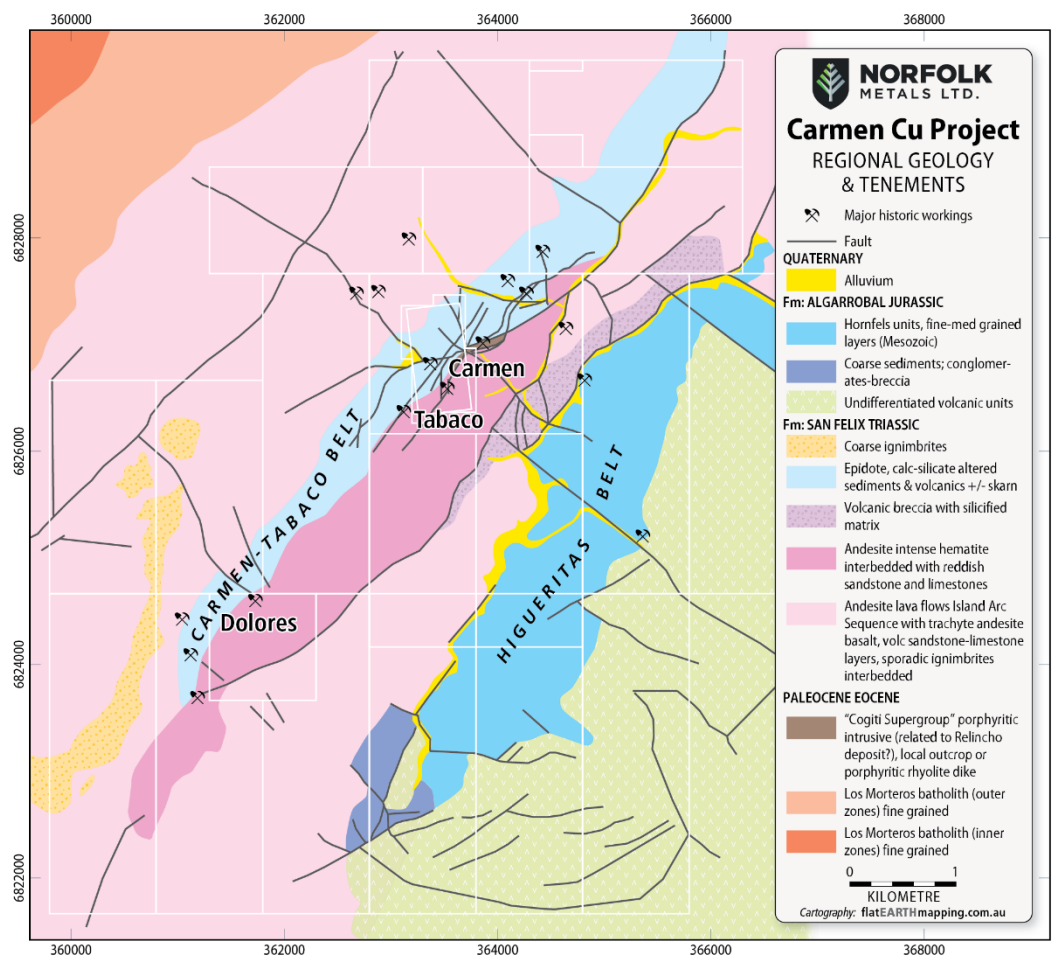 360000
362000
364000
366000
368000
6828000
6826000
6824000
6822000
Carmen
Tabaco
CARMEN-TABACO BELT
Dolores
HIGUERITAS BELT
360000
362000
364000
366000
368000
NORFOLK
METALS LTD.
Carmen Cu Project
REGIONAL GEOLOGY
& TENEMENTS
Major historic workings
Fault
QUATERNARY
Alluvium
Fm: ALGARROBAL JURASSIC
Hornfels units, fine-med grained
layers (Mesozoic)
Coarse sediments; conglomer-
ates-breccia
Undifferentiated volcanic units
Fm: SAN FELIX TRIASSIC
Coarse ignimbrites
Epidote, calc-silicate altered
sediments & volcanics +/- skarn
Volcanic breccia with silicified
matrix
Andesite intense hematite
interbedded with reddish
sandstone and limestones
Andesite lava flows Island Arc
Sequence with trachyte andesite
basalt, volc sandstone-limestone
layers, sporadic ignimbrites
interbedded
PALEOCENE EOCENE
"Cogiti Supergroup" porphyritic
intrusive (related to Relincho
deposit?), local outcrop or
porphyritic rhyolite dike
Los Morteros batholith (outer
zones) fine grained
Los Morteros batholith (inner
zones) fine grained
0 1
KILOMETRE
Cartography: flatEARTHmapping.com.au